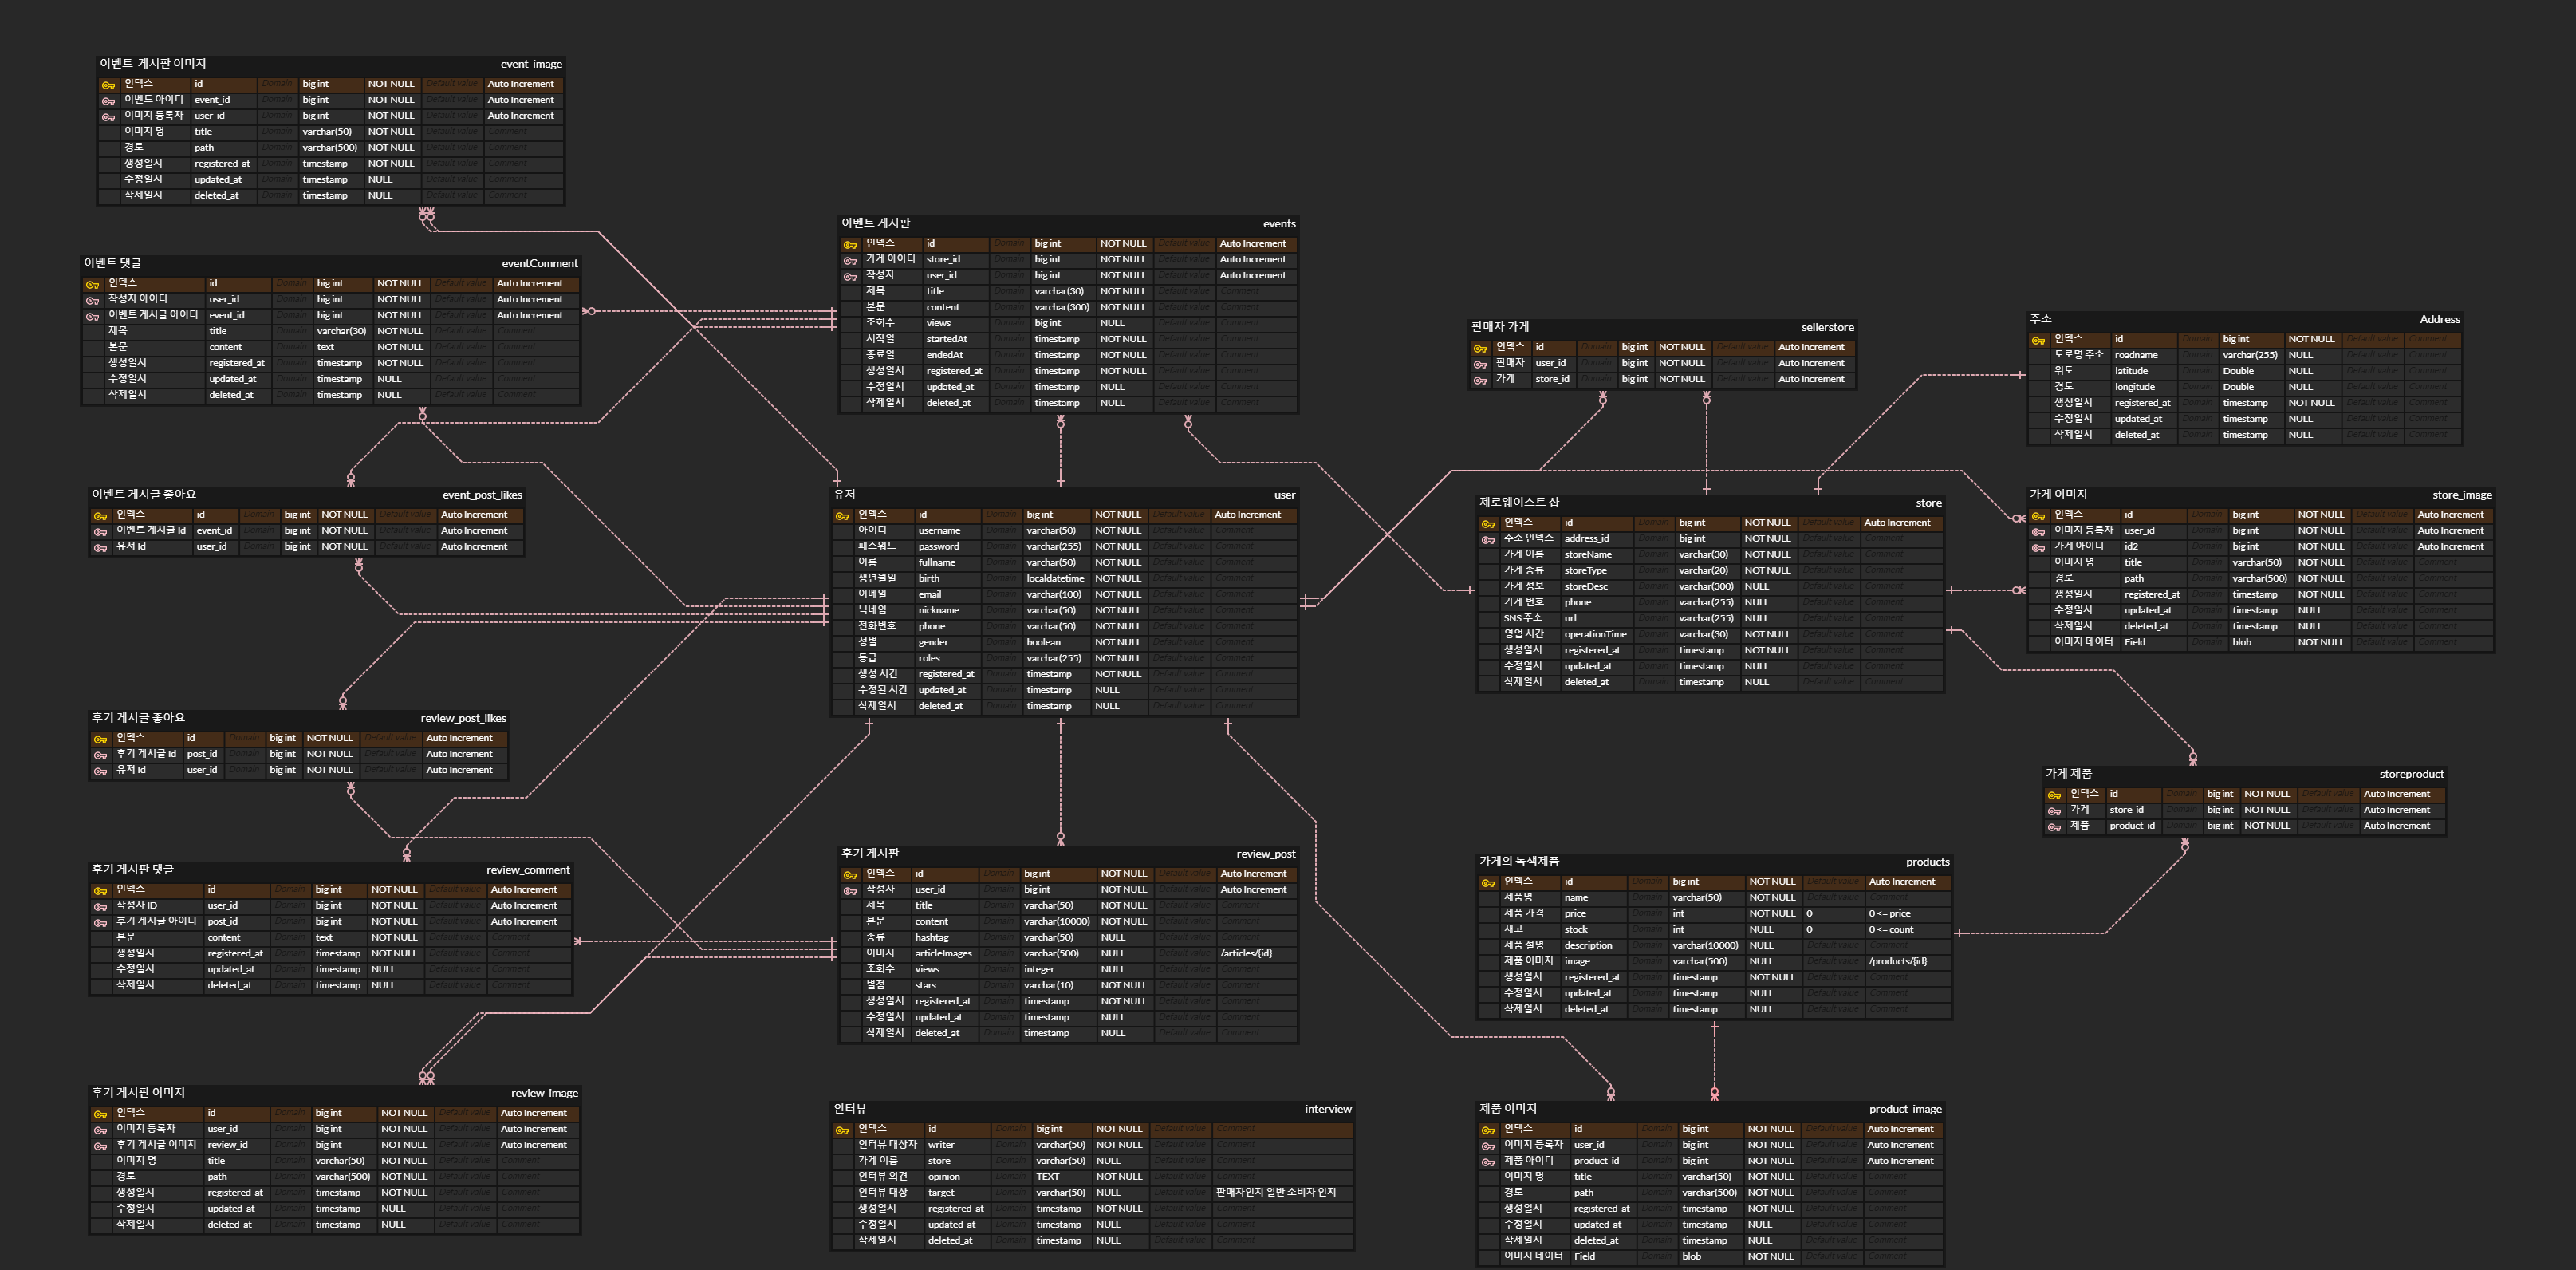 이벤트 게시판 이미지 event_image
인덱스 id Domain big int NOT NULL Default value Auto Increment
이벤트 아이디 event_id Domain big int NOT NULL Default value Auto Increment
이미지 등록자 user_id Domain big int NOT NULL Default value Auto Increment
이미지 명 title Domain varchar(50) NOT NULL Default value Comment
경로 path Domain varchar(500) NOT NULL Default value Comment
생성일시 registered_at Domain timestamp NOT NULL Default value Comment
수정일시 updated_at Domain timestamp NULL Default value Comment
삭제일시 deleted_at Domain timestamp NULL Default value Comment
이벤트 댓글 eventComment
인덱스 id Domain big int NOT NULL Default value Auto Increment
작성자 아이디 user_id Domain big int NOT NULL Default value Auto Increment
이벤트 게시글 아이디 event_id Domain big int NOT NULL Default value Auto Increment
제목 title Domain varchar(30) NOT NULL Default value Comment
본문 content Domain text NOT NULL Default value Comment
생성일시 registered_at Domain timestamp NOT NULL Default value Comment
수정일시 updated_at Domain timestamp NULL Default value Comment
삭제일시 deleted_at Domain timestamp NULL Default value Comment
이벤트 게시글 좋아요 event_post_likes
인덱스 id Domain big int NOT NULL Default value Auto Increment
이벤트 게시글 Id event_id Domain big int NOT NULL Default value Auto Increment
유저 Id user_id Domain big int NOT NULL Default value Auto Increment
후기 게시글 좋아요 review_post_likes
인덱스 id Domain big int NOT NULL Default value Auto Increment
후기 게시글 Id post_id Domain big int NOT NULL Default value Auto Increment
유저 Id user_id Domain big int NOT NULL Default value Auto Increment
후기 게시판 댓글 review_comment
인덱스 id Domain big int NOT NULL Default value Auto Increment
작성자 ID user_id Domain big int NOT NULL Default value Auto Increment
후기 게시글 아이디 post_id Domain big int NOT NULL Default value Auto Increment
본문 content Domain text NOT NULL Default value Comment
생성일시 registered_at Domain timestamp NOT NULL Default value Comment
수정일시 updated_at Domain timestamp NULL Default value Comment
삭제일시 deleted_at Domain timestamp NULL Default value Comment
후기 게시판 이미지 review_image
인덱스 id Domain big int NOT NULL Default value Auto Increment
이미지 등록자 user_id Domain big int NOT NULL Default value Auto Increment
후기 게시글 이미지 review_id Domain big int NOT NULL Default value Auto Increment
이미지 명 title Domain varchar(50) NOT NULL Default value Comment
경로 path Domain varchar(500) NOT NULL Default value Comment
생성일시 registered_at Domain timestamp NOT NULL Default value Comment
수정일시 updated_at Domain timestamp NULL Default value Comment
삭제일시 deleted_at Domain timestamp NULL Default value Comment
이벤트 게시판 events
인덱스 id Domain big int NOT NULL Default value Auto Increment
가게 아이디 store_id Domain big int NOT NULL Default value Auto Increment
작성자 user_id Domain big int NOT NULL Default value Auto Increment
제목 title Domain varchar(30) NOT NULL Default value Comment
본문 content Domain varchar(300) NOT NULL Default value Comment
조회수 views Domain big int NULL Default value Comment
시작일 startedAt Domain timestamp NOT NULL Default value Comment
종료일 endedAt Domain timestamp NOT NULL Default value Comment
생성일시 registered_at Domain timestamp NOT NULL Default value Comment
수정일시 updated_at Domain timestamp NULL Default value Comment
삭제일시 deleted_at Domain timestamp NULL Default value Comment
유저 user
인덱스 id Domain big int NOT NULL Default value Auto Increment
아이디 username Domain varchar(50) NOT NULL Default value Comment
패스워드 password Domain varchar(255) NOT NULL Default value Comment
이름 fullname Domain varchar(50) NOT NULL Default value Comment
생년월일 birth Domain localdatetime NOT NULL Default value Comment
이메일 email Domain varchar(100) NOT NULL Default value Comment
닉네임 nickname Domain varchar(50) NOT NULL Default value Comment
전화번호 phone Domain varchar(50) NOT NULL Default value Comment
성별 gender Domain boolean NOT NULL Default value Comment
등급 roles Domain varchar(255) NOT NULL Default value Comment
생성 시간 registered_at Domain timestamp NOT NULL Default value Comment
수정된 시간 updated_at Domain timestamp NULL Default value Comment
삭제일시 deleted_at Domain timestamp NULL Default value Comment
후기 게시판 review_post
인덱스 id Domain big int NOT NULL Default value Auto Increment
작성자 user_id Domain big int NOT NULL Default value Auto Increment
제목 title Domain varchar(50) NOT NULL Default value Comment
본문 content Domain varchar(10000) NOT NULL Default value Comment
종류 hashtag Domain varchar(50) NULL Default value Comment
이미지 articleImages Domain varchar(500) NULL Default value /articles/{id}
조회수 views Domain integer NULL Default value Comment
별점 stars Domain varchar(10) NOT NULL Default value Comment
생성일시 registered_at Domain timestamp NOT NULL Default value Comment
수정일시 updated_at Domain timestamp NULL Default value Comment
삭제일시 deleted_at Domain timestamp NULL Default value Comment
인터뷰 interview
인덱스 id Domain big int NOT NULL Default value Comment
인터뷰 대상자 writer Domain varchar(50) NOT NULL Default value Comment
가게 이름 store Domain varchar(50) NULL Default value Comment
인터뷰 의견 opinion Domain TEXT NOT NULL Default value Comment
인터뷰 대상 target Domain varchar(50) NULL Default value 판매자인지 일반 소비자 인지
생성일시 registered_at Domain timestamp NOT NULL Default value Comment
수정일시 updated_at Domain timestamp NULL Default value Comment
삭제일시 deleted_at Domain timestamp NULL Default value Comment
판매자 가게 sellerstore
인덱스 id Domain big int NOT NULL Default value Auto Increment
판매자 user_id Domain big int NOT NULL Default value Auto Increment
가게 store_id Domain big int NOT NULL Default value Auto Increment
제로웨이스트 샵 store
인덱스 id Domain big int NOT NULL Default value Auto Increment
주소 인덱스 address_id Domain big int NOT NULL Default value Comment
가게 이름 storeName Domain varchar(30) NOT NULL Default value Comment
가게 종류 storeType Domain varchar(20) NOT NULL Default value Comment
가게 정보 storeDesc Domain varchar(300) NULL Default value Comment
가게 번호 phone Domain varchar(255) NULL Default value Comment
SNS 주소 url Domain varchar(255) NULL Default value Comment
영업 시간 operationTime Domain varchar(30) NOT NULL Default value Comment
생성일시 registered_at Domain timestamp NOT NULL Default value Comment
수정일시 updated_at Domain timestamp NULL Default value Comment
삭제일시 deleted_at Domain timestamp NULL Default value Comment
가게의 녹색제품 products
인덱스 id Domain big int NOT NULL Default value Auto Increment
제품명 name Domain varchar(50) NOT NULL Default value Comment
제품 가격 price Domain int NOT NULL 0 0 <= price
재고 stock Domain int NULL 0 0 <= count
제품 설명 description Domain varchar(10000) NULL Default value Comment
제품 이미지 image Domain varchar(500) NULL Default value /products/{id}
생성일시 registered_at Domain timestamp NOT NULL Default value Comment
수정일시 updated_at Domain timestamp NULL Default value Comment
삭제일시 deleted_at Domain timestamp NULL Default value Comment
제품 이미지 product_image
인덱스 id Domain big int NOT NULL Default value Auto Increment
이미지 등록자 user_id Domain big int NOT NULL Default value Auto Increment
제품 아이디 product_id Domain big int NOT NULL Default value Auto Increment
이미지 명 title Domain varchar(50) NOT NULL Default value Comment
경로 path Domain varchar(500) NOT NULL Default value Comment
생성일시 registered_at Domain timestamp NOT NULL Default value Comment
수정일시 updated_at Domain timestamp NULL Default value Comment
삭제일시 deleted_at Domain timestamp NULL Default value Comment
이미지 데이터 Field Domain blob NOT NULL Default value Comment
주소 Address
인덱스 id Domain big int NOT NULL Default value Comment
도로명 주소 roadname Domain varchar(255) NULL Default value Comment
위도 latitude Domain Double NULL Default value Comment
경도 longitude Domain Double NULL Default value Comment
생성일시 registered_at Domain timestamp NOT NULL Default value Comment
수정일시 updated_at Domain timestamp NULL Default value Comment
삭제일시 deleted_at Domain timestamp NULL Default value Comment
가게 이미지 store_image
인덱스 id Domain big int NOT NULL Default value Auto Increment
이미지 등록자 user_id Domain big int NOT NULL Default value Auto Increment
가게 아이디 id2 Domain big int NOT NULL Default value Auto Increment
이미지 명 title Domain varchar(50) NOT NULL Default value Comment
경로 path Domain varchar(500) NOT NULL Default value Comment
생성일시 registered_at Domain timestamp NOT NULL Default value Comment
수정일시 updated_at Domain timestamp NULL Default value Comment
삭제일시 deleted_at Domain timestamp NULL Default value Comment
이미지 데이터 Field Domain blob NOT NULL Default value Comment
가게 제품 storeproduct
인덱스 id Domain big int NOT NULL Default value Auto Increment
가게 store_id Domain big int NOT NULL Default value Auto Increment
제품 product_id Domain big int NOT NULL Default value Auto Increment